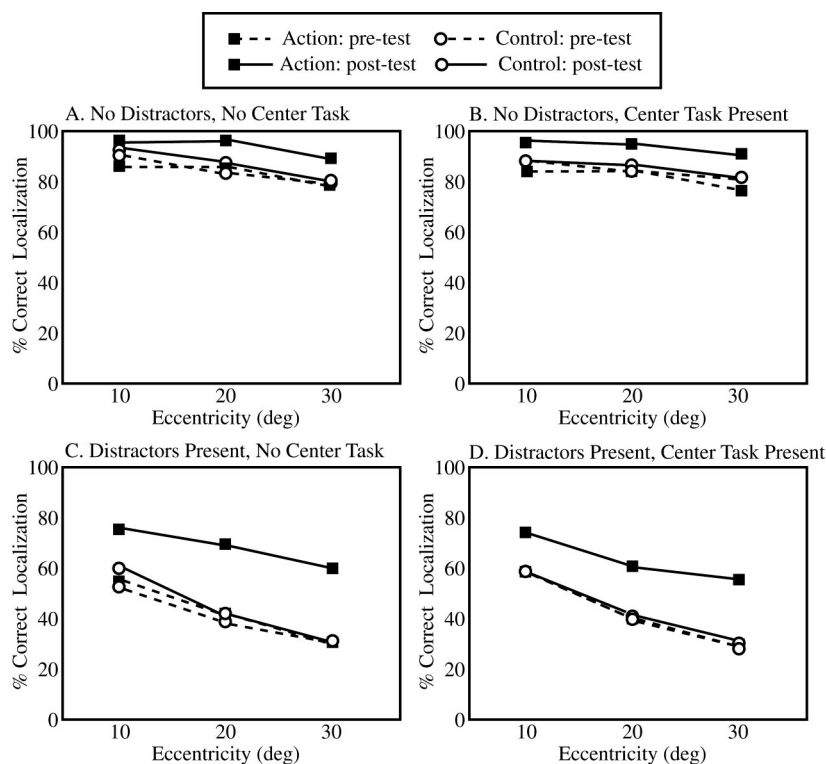 Action: pre-test Control: pre-test
Action: post-test Control: post-test
A. No Distractors, No Center Task
100
80
60
40
20
0
% Correct Localization
10 20 30
Eccentricity (deg)
B. No Distractors, Center Task Present
100
80
60
40
20
0
% Correct Localization
10 20 30
Eccentricity (deg)
C. Distractors Present, No Center Task
100
80
60
40
20
0
% Correct Localization
10 20 30
Eccentricity (deg)
D. Distractors Present, Center Task Present
100
80
60
40
20
0
% Correct Localization
10 20 30
Eccentricity (deg)